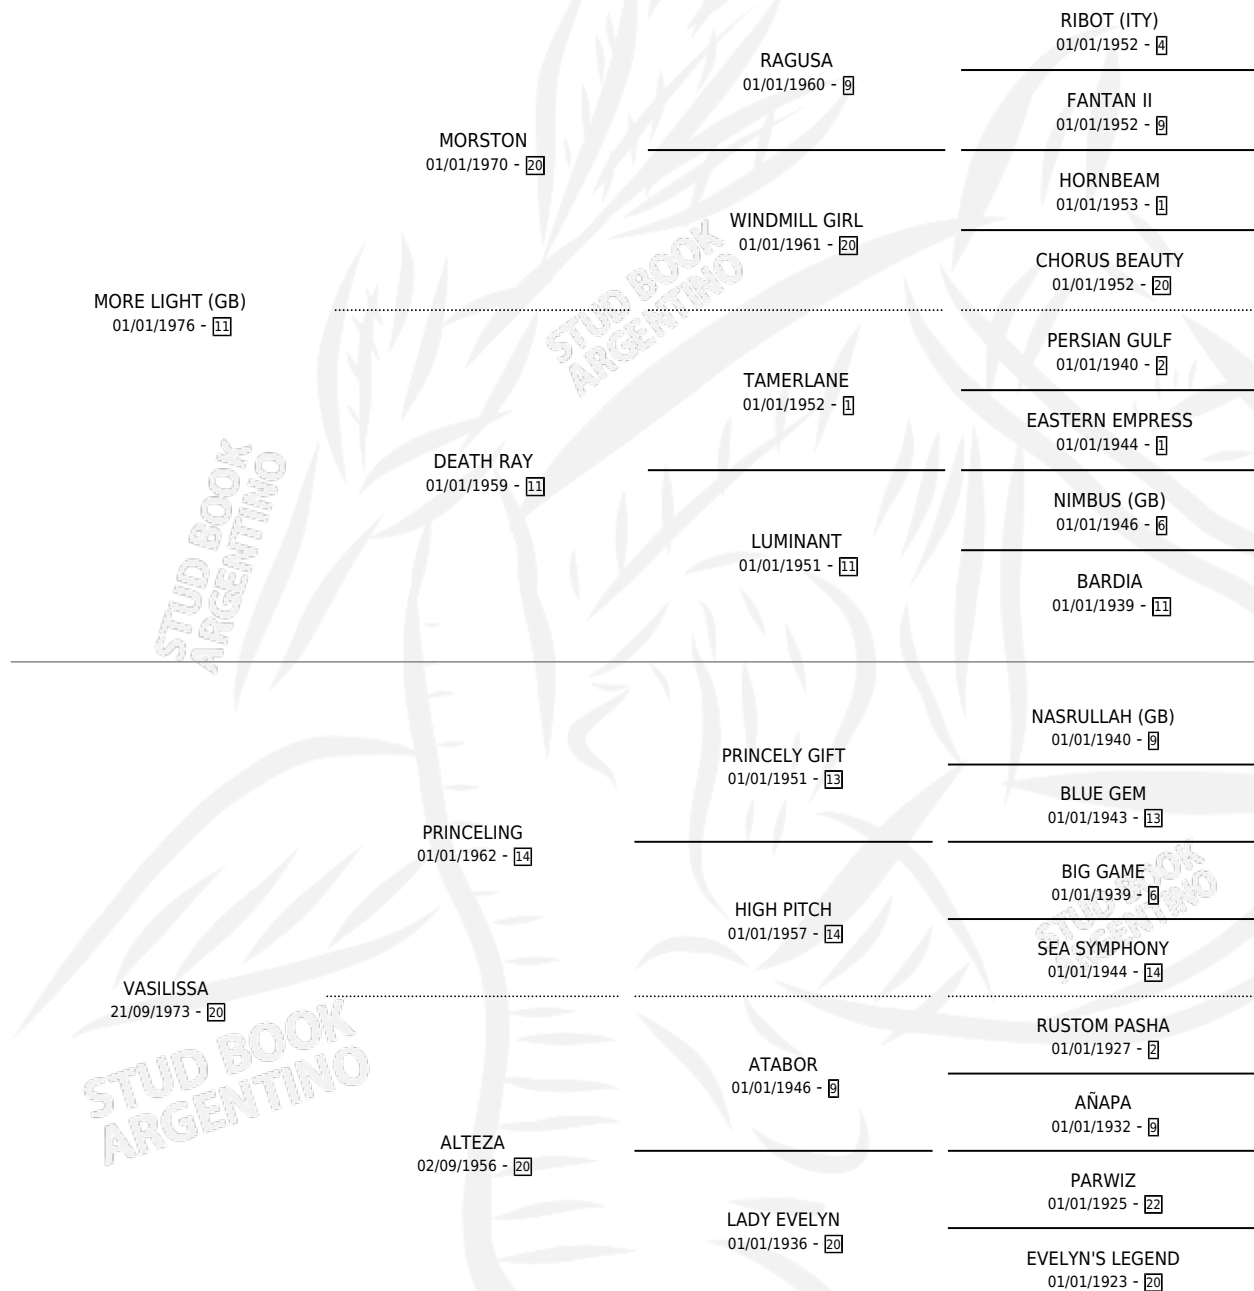 RIBOT (ITY)
01/01/1952 - 4
RAGUSA
01/01/1960 - 9
FANTAN II
01/01/1952 - 9
MORSTON
01/01/1970 - 20
HORNBEAM
01/01/1953 - 1
WINDMILL GIRL
01/01/1961 - 20
CHORUS BEAUTY
01/01/1952 - 20
MORE LIGHT (GB)
01/01/1976 - 11
STUD BOOK
ARGENTINO
PERSIAN GULF
01/01/1940 - 2
TAMERLANE
01/01/1952 - 1
EASTERN EMPRESS
01/01/1944 - 1
DEATH RAY
01/01/1959 - 11
NIMBUS (GB)
01/01/1946 - 6
LUMINANT
01/01/1951 - 11
BARDIA
01/01/1939 - 11
STUD BOOK
ARGENTINO
NASRULLAH (GB)
01/01/1940 - 9
PRINCELY GIFT
01/01/1951 - 13
BLUE GEM
01/01/1943 - 13
PRINCELING
01/01/1962 - 14
BIG GAME
01/01/1939 - 6
HIGH PITCH
01/01/1957 - 14
STUD BOOK
ARGENTINO
SEA SYMPHONY
01/01/1944 - 14
VASILISSA
21/09/1973 - 20
STUD BOOK
ARGENTINO
RUSTOM PASHA
01/01/1927 - 2
ATABOR
01/01/1946 - 9
AÑAPA
01/01/1932 - 9
ALTEZA
02/09/1956 - 20
PARWIZ
01/01/1925 - 22
LADY EVELYN
01/01/1936 - 20
EVELYN'S LEGEND
01/01/1923 - 20